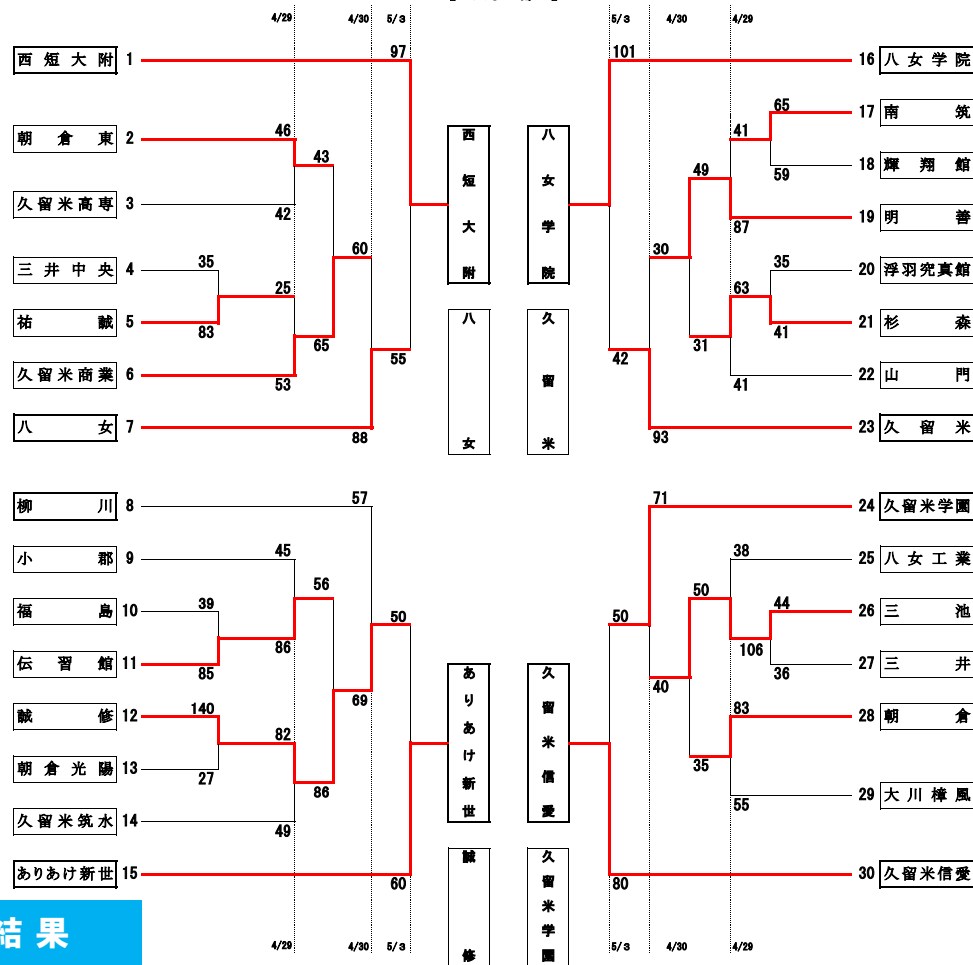 4/29 4/30 5/3 5/3 4/30 4/29
西短大附 1 97 101 16 八女学院
65 17 南筑
朝倉東 2 46 43 41
59 18 輝翔館
久留米高専 3 42 49
87 19 明善
三井中央 4 35 60 30 35 20 浮羽究真館
25 63
祐誠 5 83 65 31 41 21 杉森
久留米商業 6 53 55 42 41 22 山門
八女 7 88 93 23 久留米
西短大附
八女学院
八女
久留米
柳川 8 57 71 24 久留米学園
小郡 9 45 38 25 八女工業
56 50
福島 10 39 50 50 44 26 三池
86 106
伝習館 11 85 36 27 三井
40
誠修 12 140 69 83 28 朝倉
82
朝倉光陽 13 27 86 35
55 29 大川樟風
久留米筑水 14 49
ありあけ新世 15 60 80 30 久留米信愛
ありあけ新世
久留米信愛
誠修
久留米学園
結果
4/29 4/30 5/3 5/3 4/30 4/29